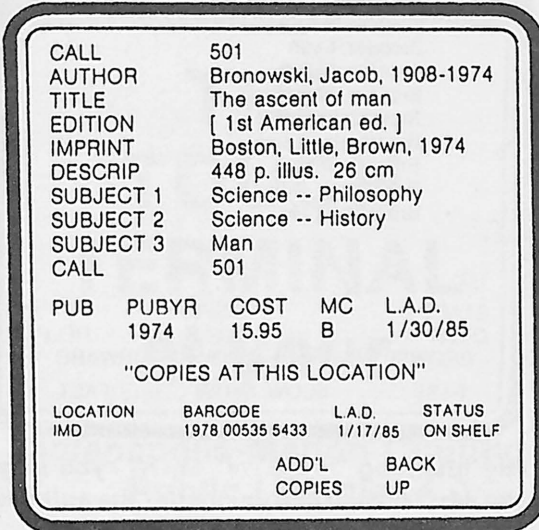 CALL 501
AUTHOR Bronowski, Jacob, 1908-1974
TITLE The ascent of man
EDITION [ 1st American ed. ]
IMPRINT Boston, Little, Brown, 1974
DESCRIP 448 p. illus. 26 cm
SUBJECT 1 Science -- Philosophy
SUBJECT 2 Science -- History
SUBJECT 3 Man
CALL 501
PUB PUBYR COST MC L.A.D.
1974 15.95 B 1/30/85
"COPIES AT THIS LOCATION"
LOCATION BARCODE L.A.D. STATUS
IMD 1978 00535 5433 1/17/85 ON SHELF
ADD'L BACK
COPIES UP